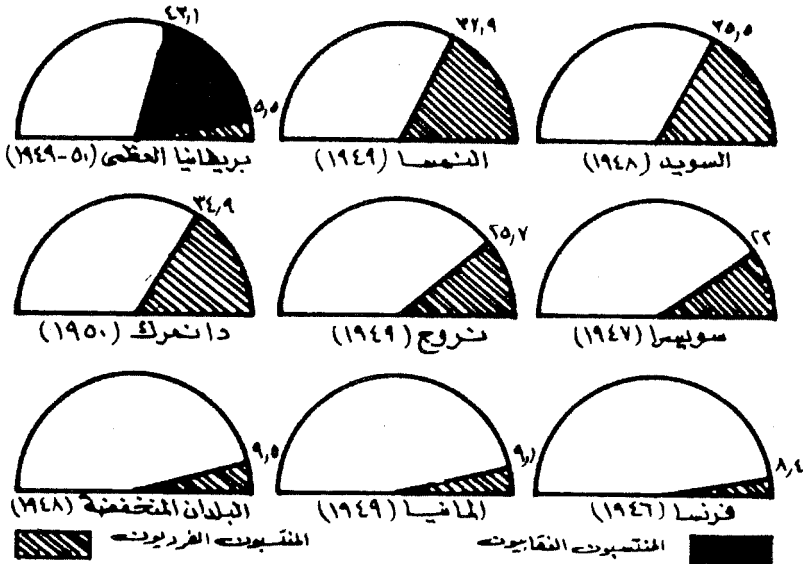 ٣٥,٥
٣٢,٩
٤٣,١
٥,٥
السويد (١٩٤٨)
النمسا (١٩٤٩)
بريطانيا العظمى (١٩٤٩-٥١)
٢٢
٢٥,٧
٣٤,٩
سويسرا (١٩٤٧)
نروج (١٩٤٩)
دانمرك (١٩٥٠)
٨,٤
٩,١
٩,٥
فرنسا (١٩٤٦)
المانيا (١٩٤٩)
البلدان المنخفضة (١٩٤٨)
المنتسبون النقابيون
المنتسبون الفرديون